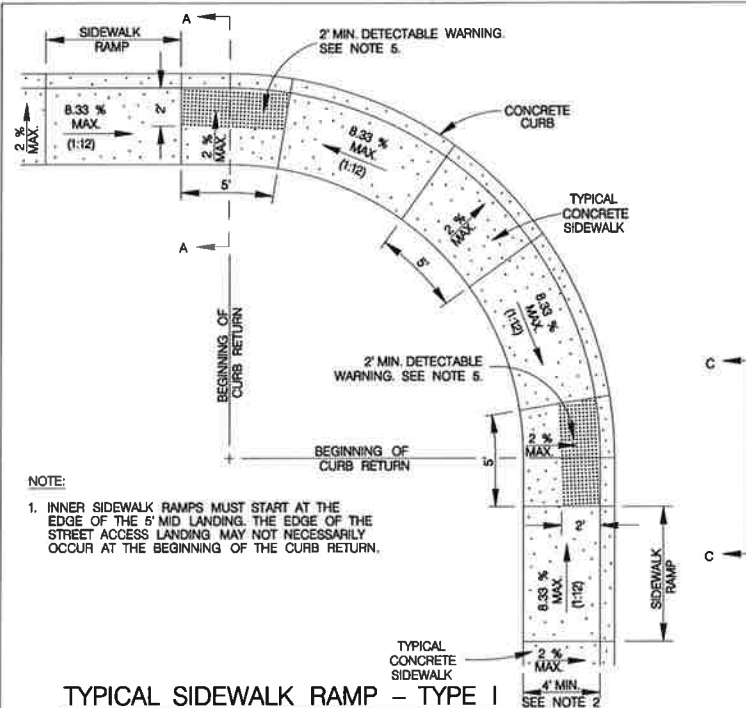 A
SIDEWALK
RAMP
2' MIN. DETECTABLE WARNING.
SEE NOTE 5.
CONCRETE
CURB
2 %
MAX.
8.33 %
MAX.
(1:12)
2'
2 %
MAX.
5'
8.33 %
MAX.
(1:12)
TYPICAL
CONCRETE
SIDEWALK
2 %
MAX.
5'
A
BEGINNING OF
CURB RETURN
8.33 %
MAX.
(1:12)
2' MIN. DETECTABLE
WARNING. SEE NOTE 5.
C
2 %
MAX.
5'
BEGINNING OF
CURB RETURN
NOTE:
1. INNER SIDEWALK RAMPS MUST START AT THE
EDGE OF THE 5' MID LANDING. THE EDGE OF THE
STREET ACCESS LANDING MAY NOT NECESSARILY
OCCUR AT THE BEGINNING OF THE CURB RETURN.
2'
C
8.33 %
MAX.
(1:12)
SIDEWALK
RAMP
TYPICAL
CONCRETE
SIDEWALK
2 %
MAX.
4' MIN.
SEE NOTE 2
TYPICAL SIDEWALK RAMP - TYPE I